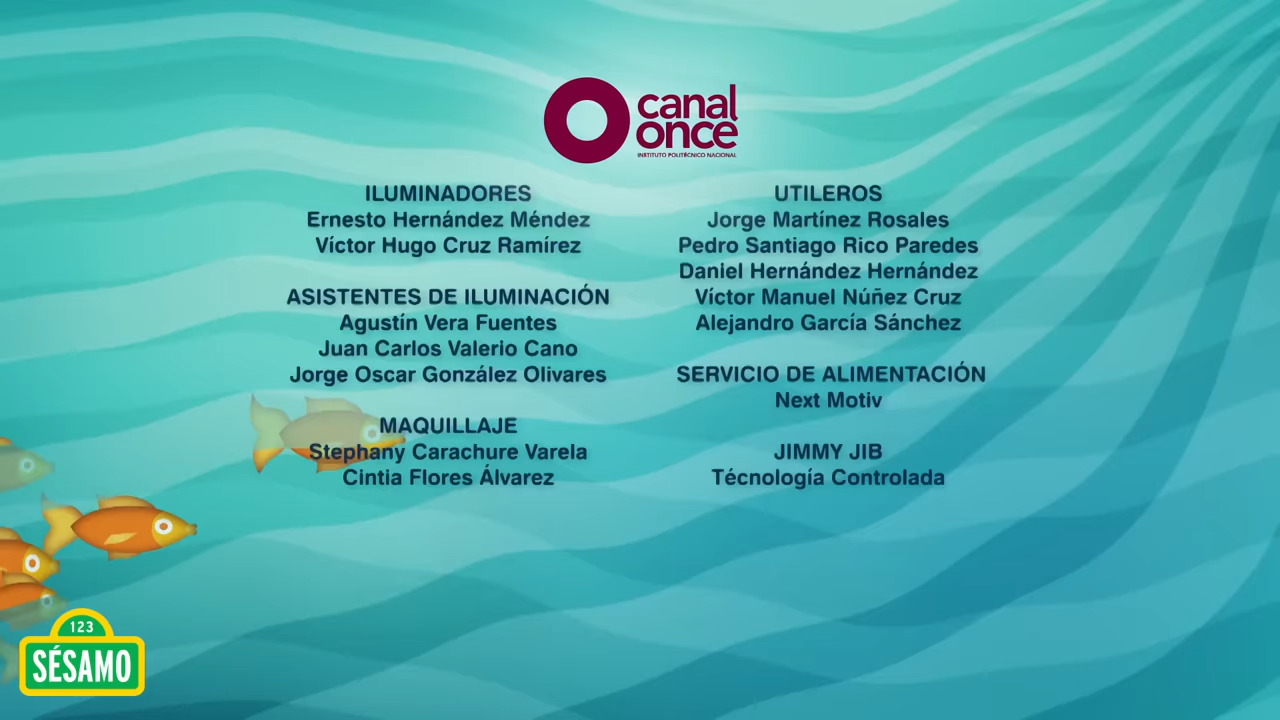 canal
once
INSTITUTO POLITÉCNICO NACIONAL
ILUMINADORES
Ernesto Hernández Méndez
Víctor Hugo Cruz Ramírez
ASISTENTES DE ILUMINACIÓN
Agustín Vera Fuentes
Juan Carlos Valerio Cano
Jorge Oscar González Olivares
MAQUILLAJE
Stephany Carachure Varela
Cintia Flores Álvarez
UTILEROS
Jorge Martínez Rosales
Pedro Santiago Rico Paredes
Daniel Hernández Hernández
Víctor Manuel Núñez Cruz
Alejandro García Sánchez
SERVICIO DE ALIMENTACIÓN
Next Motiv
JIMMY JIB
Técnología Controlada
123
SÉSAMO